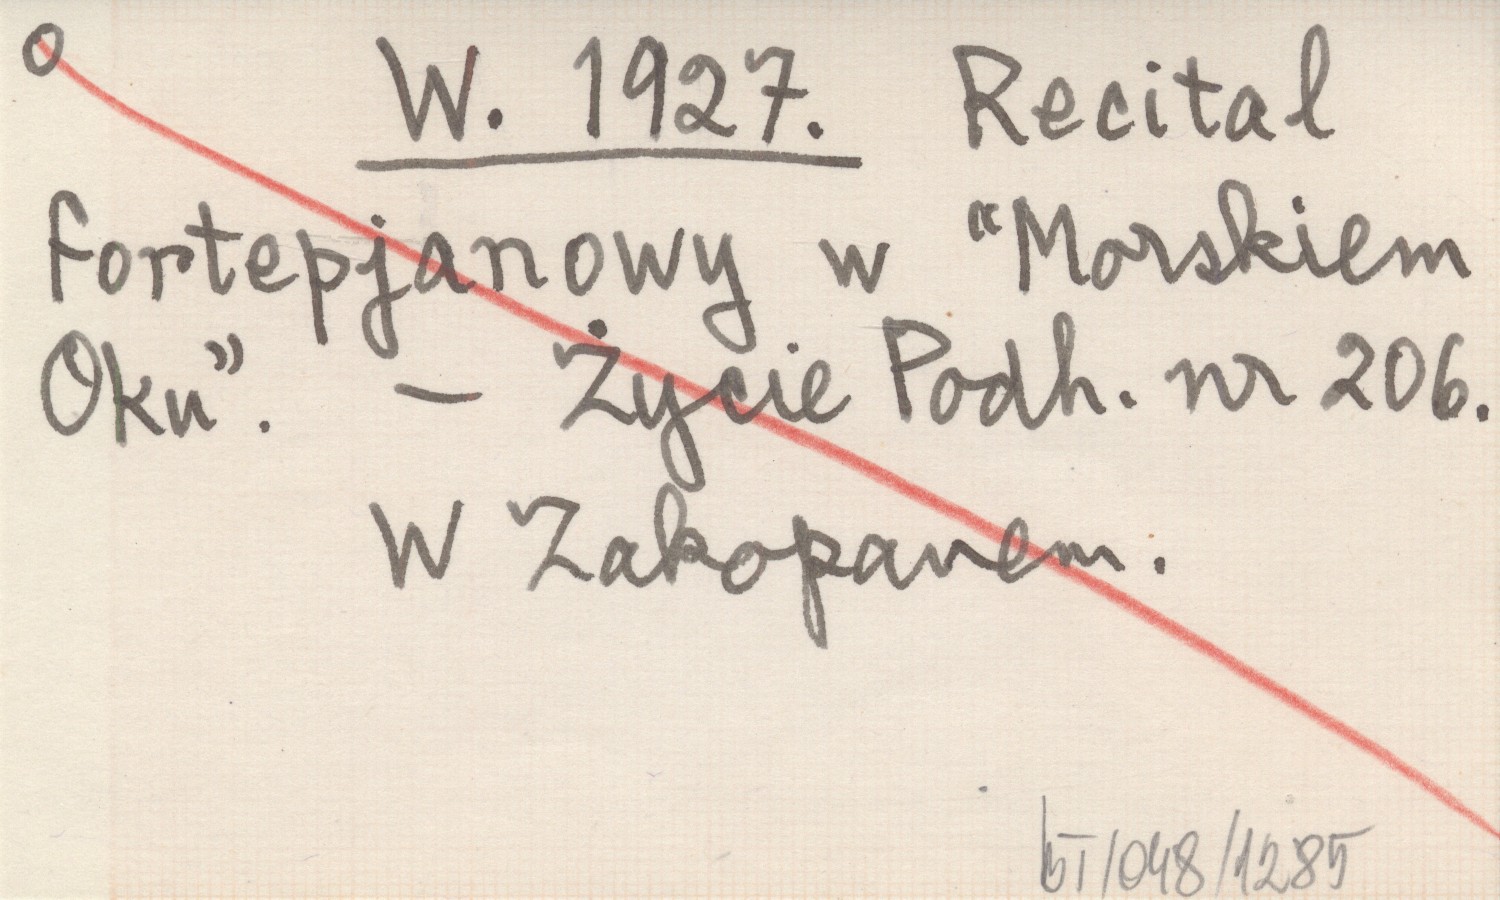 O W. 1927. Recital
fortepjanowy w “Morskiem
Oku”. – Życie Podh. nr 206.
W Zakopanem.
bT/048/1285